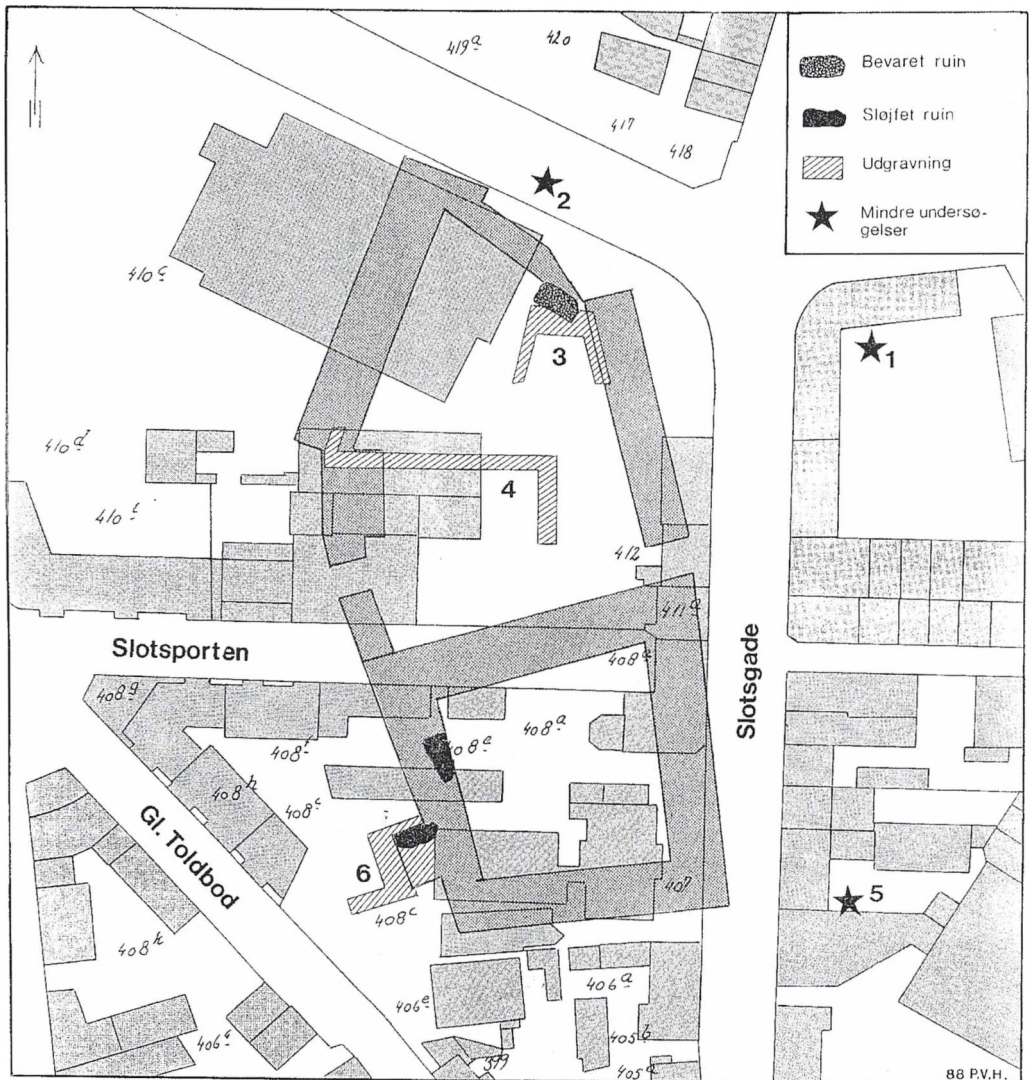 419a
420
417
418
Bevaret ruin
Sløjfet ruin
Udgravning
Mindre undersø-
gelser
2
410c
3
1
410d
410
4
412
411a
Slotsporten
408e
408g
Slotsgade
408f
408a
408e
408h
408c
Gl. Toldbod
6
407
5
408c
408k
406a
406e
405b
406c
399
405a
88 P.V.H.